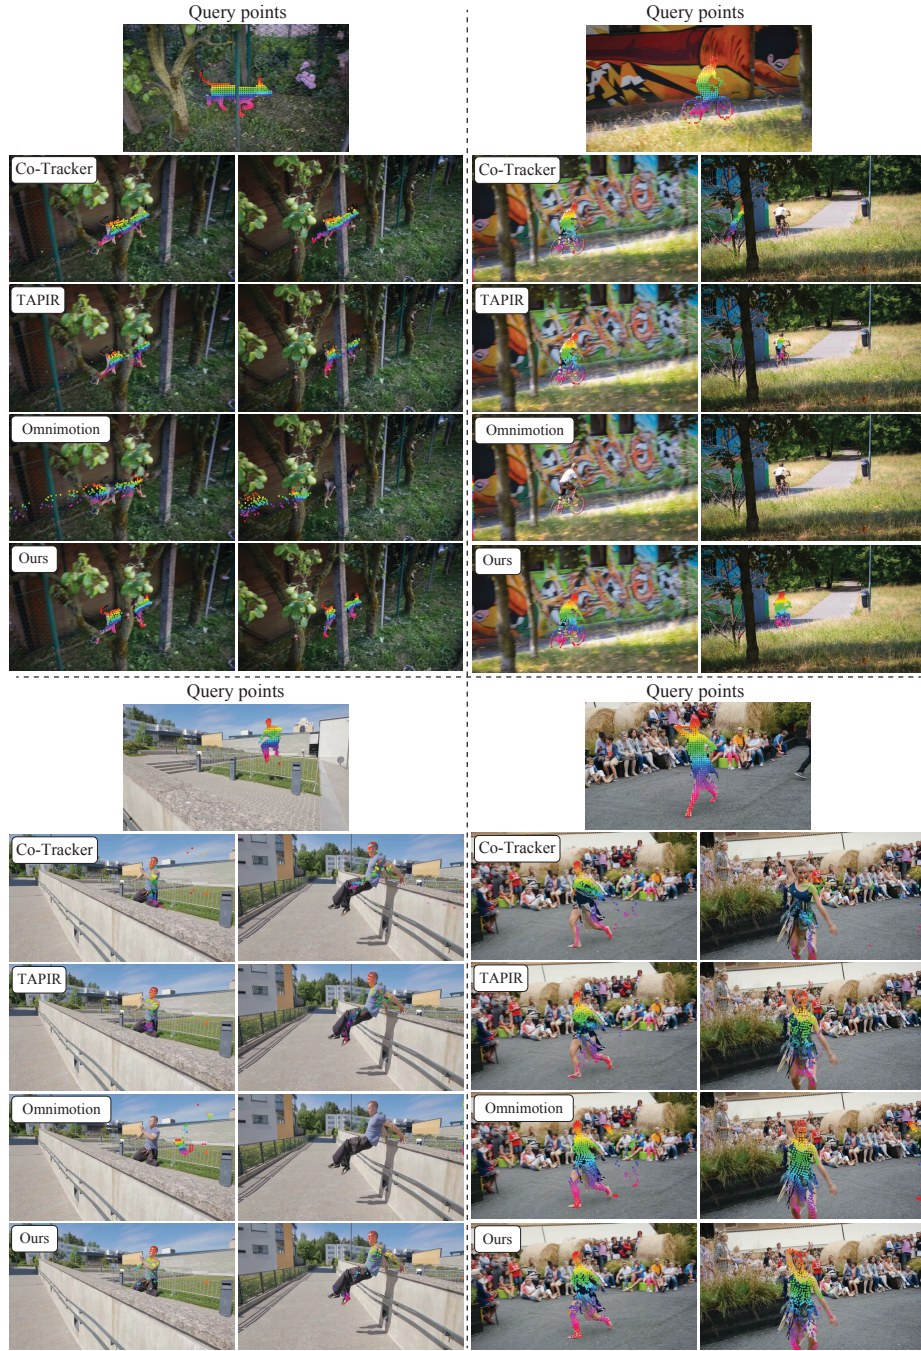 Query points
Co-Tracker
TAPIR
Omnimotion
Ours
Query points
Co-Tracker
TAPIR
Omnimotion
Ours
Query points
Co-Tracker
TAPIR
Omnimotion
Ours
Query points
Co-Tracker
TAPIR
Omnimotion
Ours